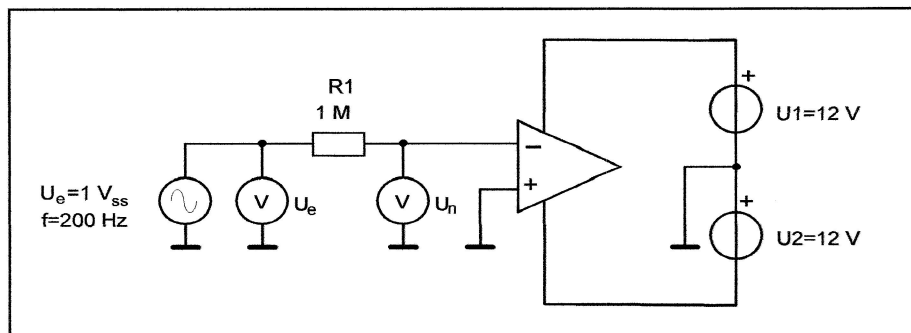 R1
1 M
U1=12 V
U2=12 V
Ue=1 Vss
f=200 Hz
V
Ue
V
Un
−
+
+
+